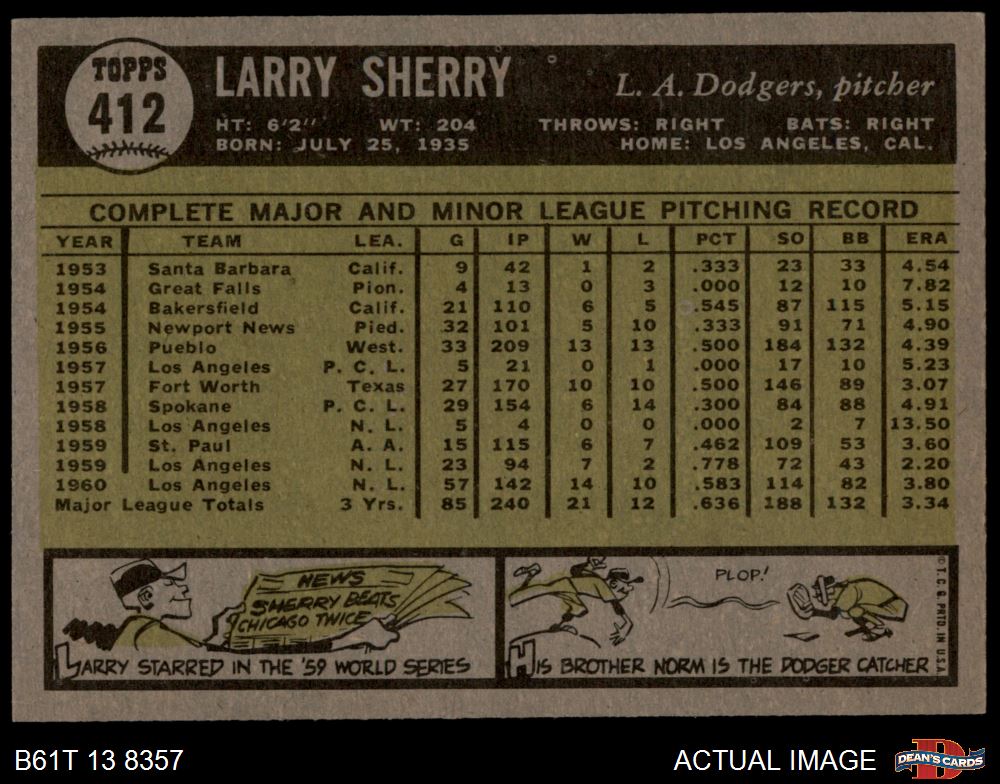 TOPPS
412
LARRY SHERRY
L. A. Dodgers, pitcher
HT: 6'2" WT: 204 THROWS: RIGHT BATS: RIGHT
BORN: JULY 25, 1935 HOME: LOS ANGELES, CAL.
COMPLETE MAJOR AND MINOR LEAGUE PITCHING RECORD
YEAR TEAM LEA. G IP W L PCT SO BB ERA
1953 Santa Barbara Calif. 9 42 1 2 .333 23 33 4.54
1954 Great Falls Pion. 4 13 0 3 .000 12 10 7.82
1954 Bakersfield Calif. 21 110 6 5 .545 87 115 5.15
1955 Newport News Pied. 32 101 5 10 .333 91 71 4.90
1956 Pueblo West. 33 209 13 13 .500 184 132 4.39
1957 Los Angeles P. C. L. 5 21 0 1 .000 17 10 5.23
1957 Fort Worth Texas 27 170 10 10 .500 146 89 3.07
1958 Spokane P. C. L. 29 154 6 14 .300 84 88 4.91
1958 Los Angeles N. L. 5 4 0 0 .000 2 7 13.50
1959 St. Paul A. A. 15 115 6 7 .462 109 53 3.60
1959 Los Angeles N. L. 23 94 7 2 .778 72 43 2.20
1960 Los Angeles N. L. 57 142 14 10 .583 114 82 3.80
Major League Totals 3 Yrs. 85 240 21 12 .636 188 132 3.34
NEWS
SHERRY BEATS
CHICAGO TWICE
LARRY STARRED IN THE '59 WORLD SERIES
PLOP!
HIS BROTHER NORM IS THE DODGER CATCHER
© T. C. G. PRTD IN U.S.A.
B61T 13 8357
ACTUAL IMAGE
D
DEAN'S CARDS